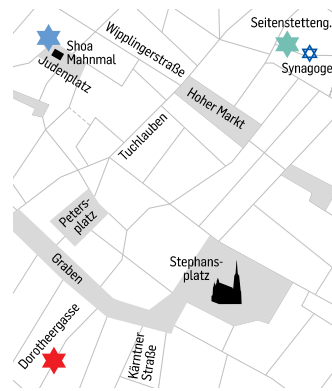 Seitenstetteng.
Synagoge
Wipplingerstraße
Shoa
Mahnmal
Judenplatz
Hoher Markt
Tuchlauben
Peters-
platz
Stephans-
platz
Graben
Dorotheergasse
Kärntner
Straße